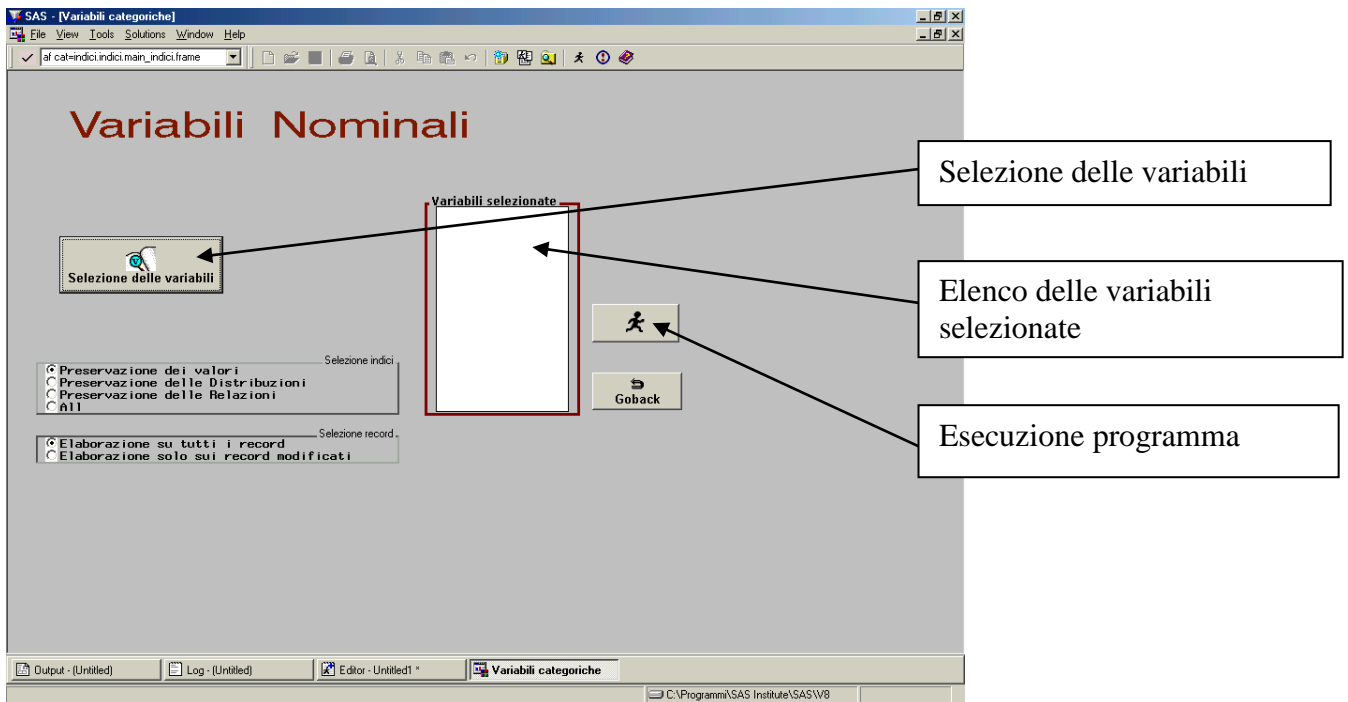 SAS - [Variabili categoriche]
File View Tools Solutions Window Help
af cat=indici.indici.main_indici.frame
Variabili Nominali
Selezione delle variabili
Variabili selezionate
Selezione delle variabili
Elenco delle variabili
selezionate
Selezione indici
Preservazione dei valori
Preservazione delle Distribuzioni
Preservazione delle Relazioni
All
Goback
Selezione record
Elaborazione su tutti i record
Elaborazione solo sui record modificati
Esecuzione programma
Output - (Untitled) Log - (Untitled) Editor - Untitled1 * Variabili categoriche
C:\Programmi\SAS Institute\SAS\V8